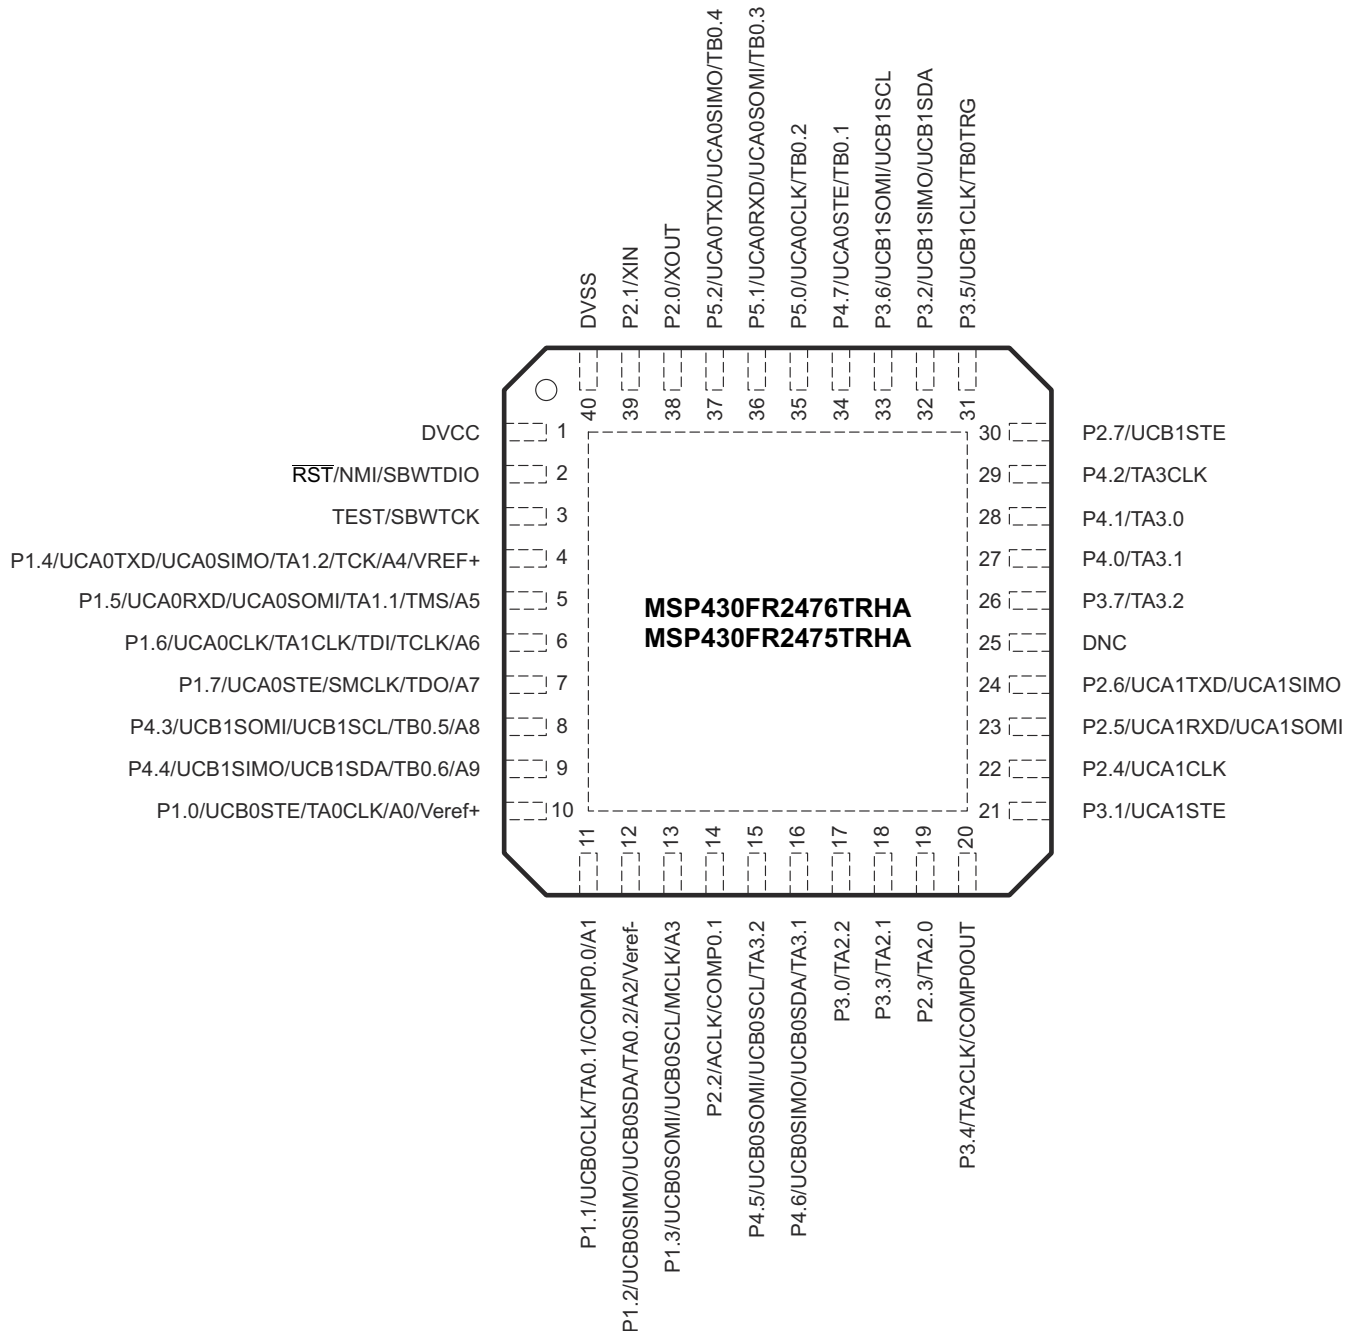 P5.2/UCA0TXD/UCA0SIMO/TB0.4
P5.1/UCA0RXD/UCA0SOMI/TB0.3
P3.6/UCB1SOMI/UCB1SCL
P3.2/UCB1SIMO/UCB1SDA
P3.5/UCB1CLK/TB0TRG
P4.7/UCA0STE/TB0.1
P5.0/UCA0CLK/TB0.2
P2.0/XOUT
P2.1/XIN
DVSS
40
39
38
37
36
35
34
33
32
31
DVCC
1
RST/NMI/SBWTDIO
2
TEST/SBWTCK
3
P1.4/UCA0TXD/UCA0SIMO/TA1.2/TCK/A4/VREF+
4
P1.5/UCA0RXD/UCA0SOMI/TA1.1/TMS/A5
5
P1.6/UCA0CLK/TA1CLK/TDI/TCLK/A6
6
P1.7/UCA0STE/SMCLK/TDO/A7
7
P4.3/UCB1SOMI/UCB1SCL/TB0.5/A8
8
P4.4/UCB1SIMO/UCB1SDA/TB0.6/A9
9
P1.0/UCB0STE/TA0CLK/A0/Veref+
10
MSP430FR2476TRHA
MSP430FR2475TRHA
30
P2.7/UCB1STE
29
P4.2/TA3CLK
28
P4.1/TA3.0
27
P4.0/TA3.1
26
P3.7/TA3.2
25
DNC
24
P2.6/UCA1TXD/UCA1SIMO
23
P2.5/UCA1RXD/UCA1SOMI
22
P2.4/UCA1CLK
21
P3.1/UCA1STE
11
12
13
14
15
16
17
18
19
20
P1.1/UCB0CLK/TA0.1/COMP0.0/A1
P1.2/UCB0SIMO/UCB0SDA/TA0.2/A2/Veref-
P1.3/UCB0SOMI/UCB0SCL/MCLK/A3
P2.2/ACLK/COMP0.1
P4.5/UCB0SOMI/UCB0SCL/TA3.2
P4.6/UCB0SIMO/UCB0SDA/TA3.1
P3.0/TA2.2
P3.3/TA2.1
P2.3/TA2.0
P3.4/TA2CLK/COMP0OUT